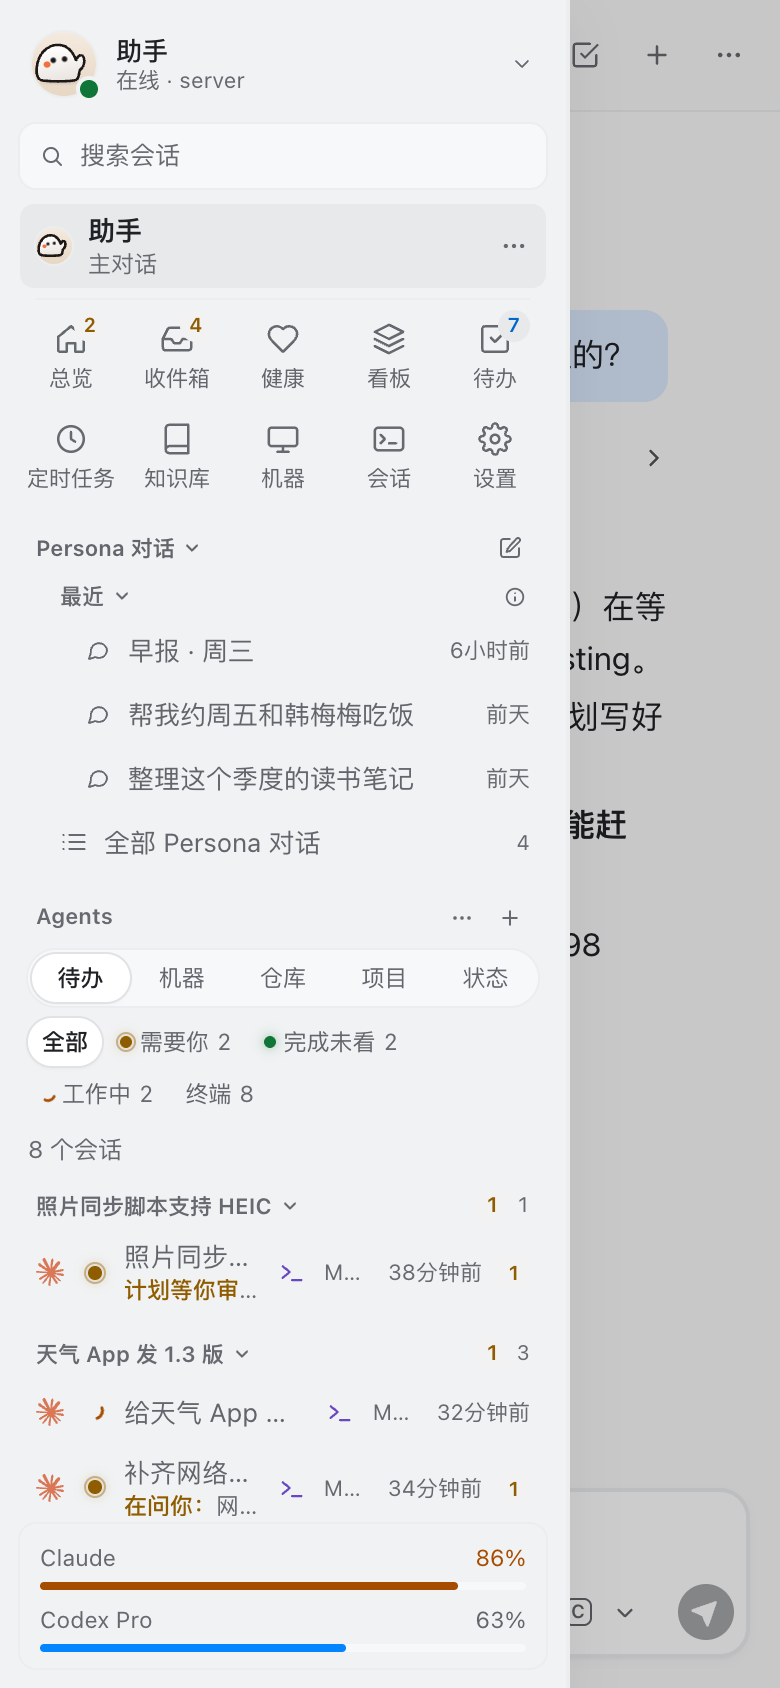 助手
在线 · server
搜索会话
助手
主对话
2
4
7
总览 收件箱 健康 看板 待办
定时任务 知识库 机器 会话 设置
Persona 对话
最近
早报 · 周三 6小时前
帮我约周五和韩梅梅吃饭 前天
整理这个季度的读书笔记 前天
全部 Persona 对话 4
Agents
待办 机器 仓库 项目 状态
全部 需要你 2 完成未看 2
工作中 2 终端 8
8 个会话
照片同步脚本支持 HEIC 1 1
照片同步... M... 38分钟前 1
计划等你审...
天气 App 发 1.3 版 1 3
给天气 App ... M... 32分钟前
补齐网络... M... 34分钟前 1
在问你：网...
Claude 86%
Codex Pro 63%
的?
）在等
sting。
划写好
能赶
98
C